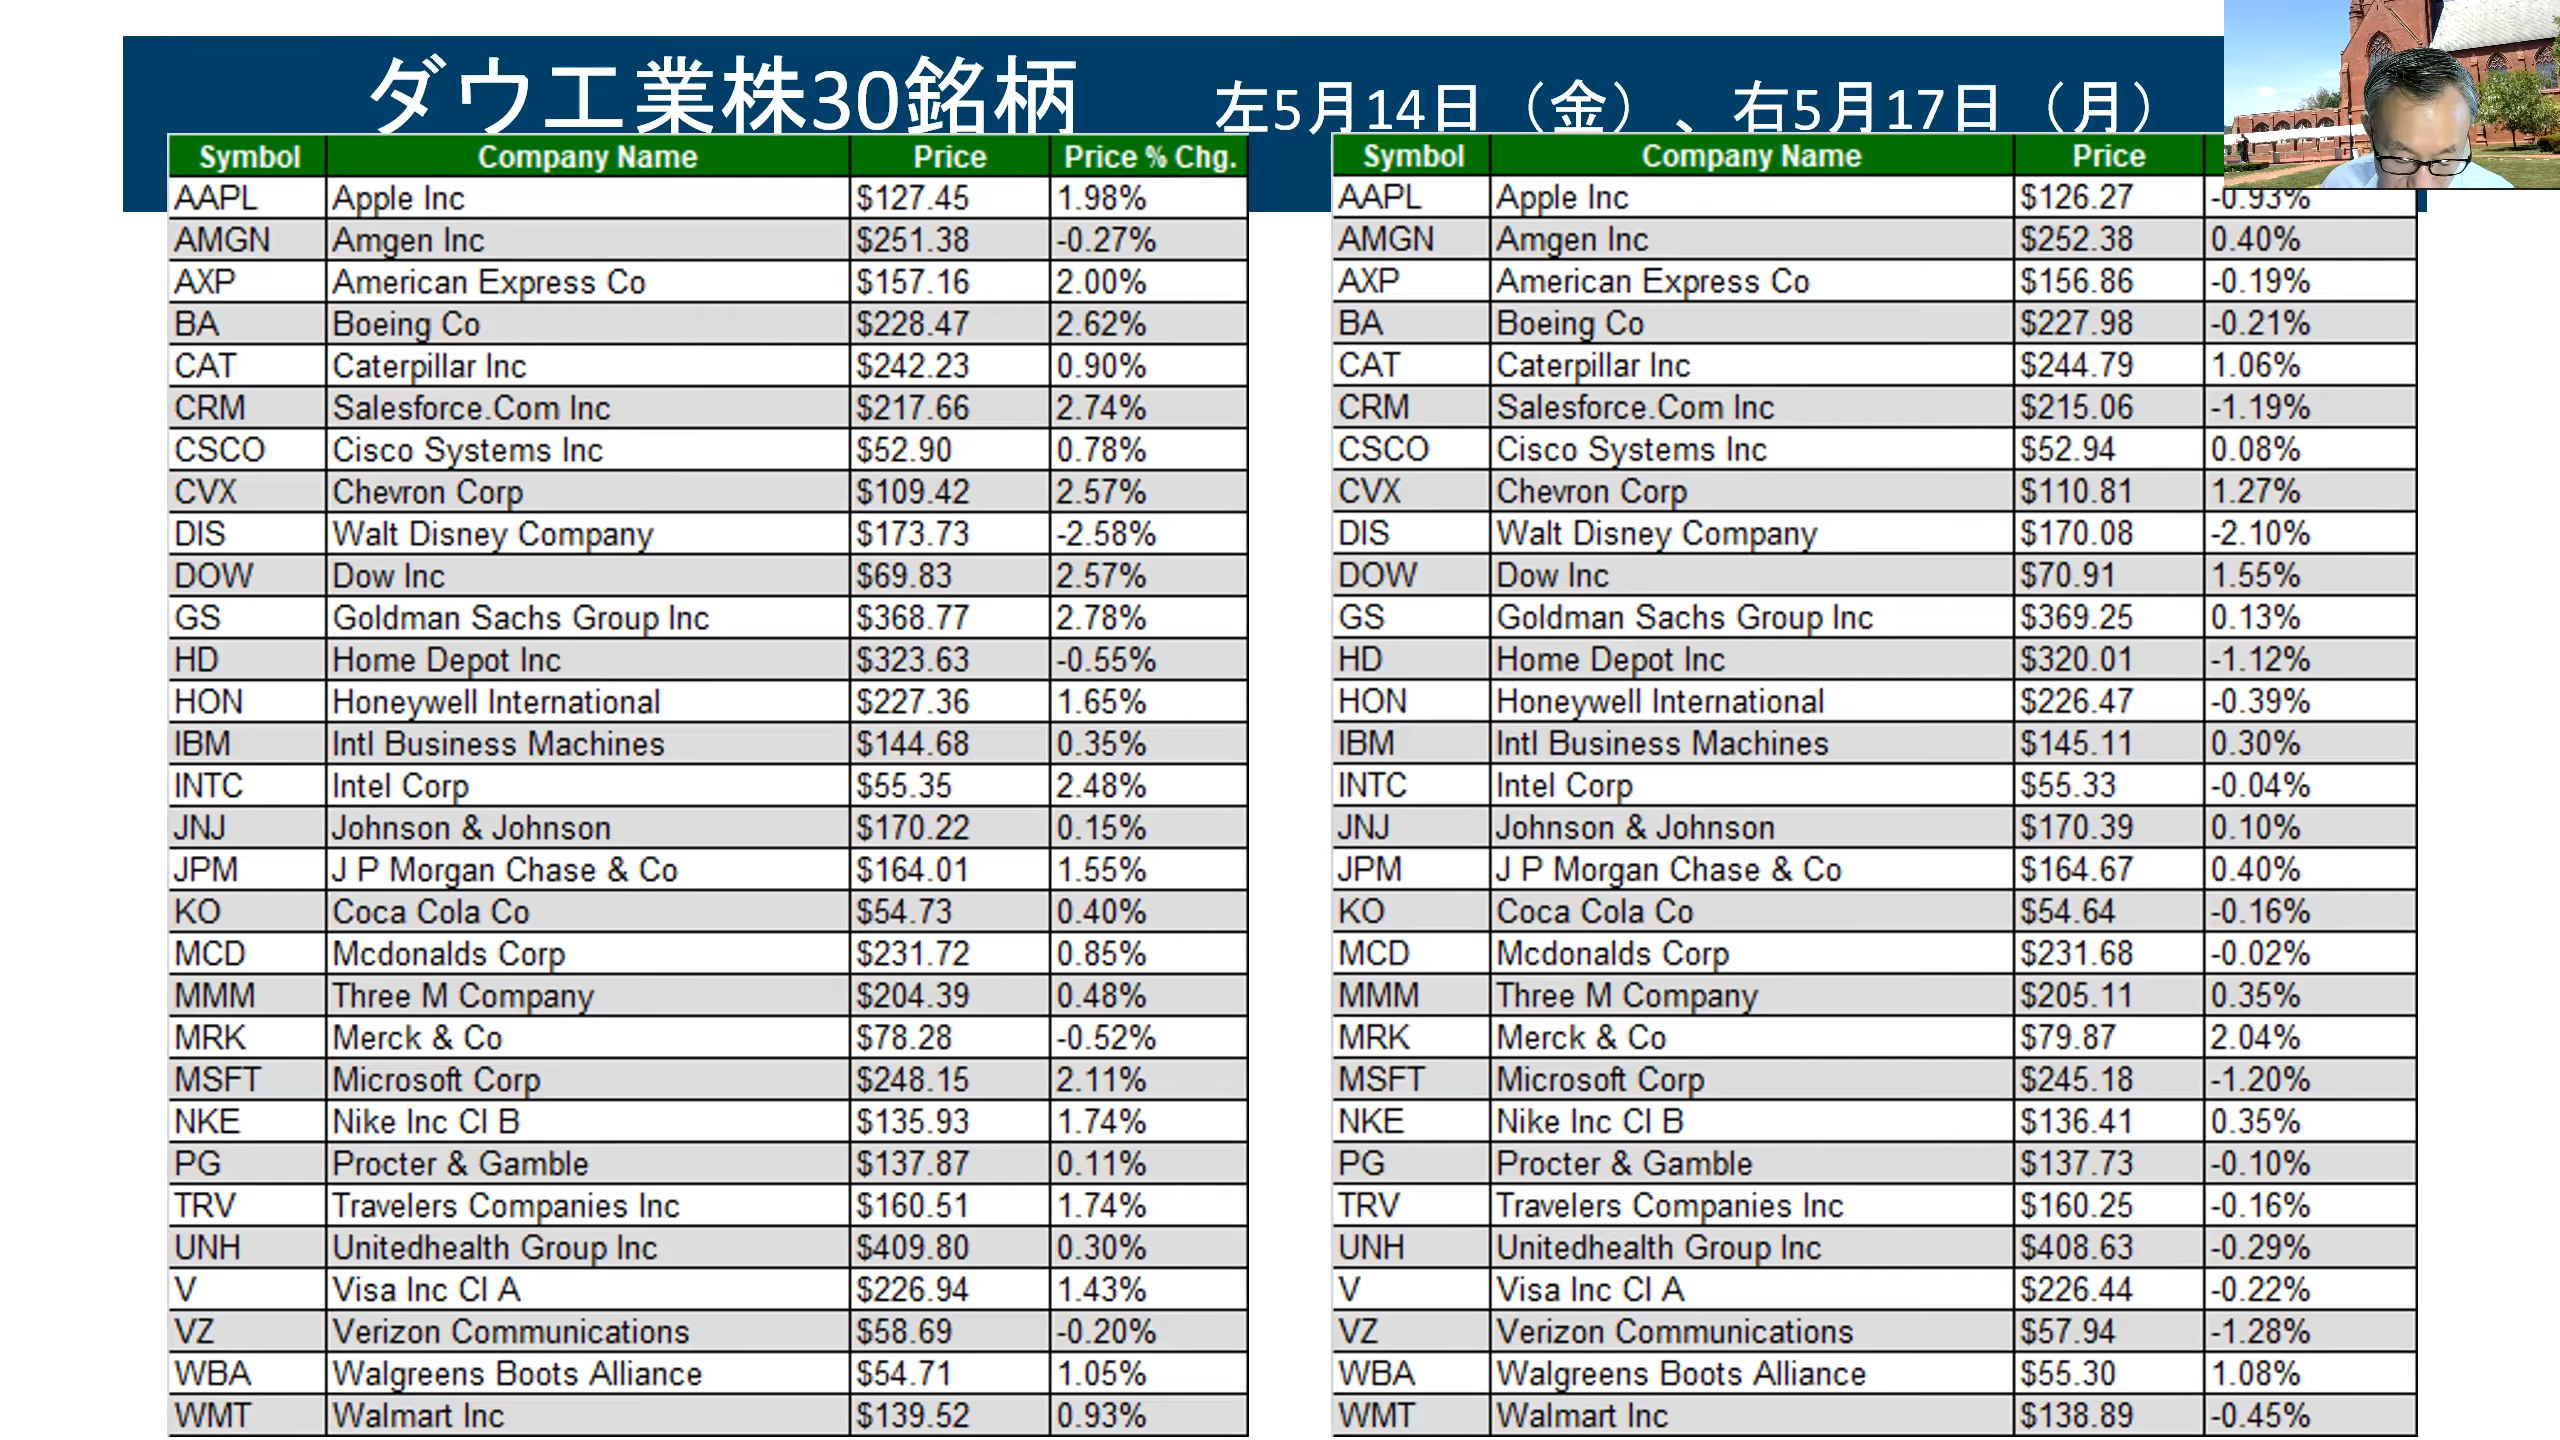 ダウ工業株30銘柄 左5月14日（金）、右5月17日（月）
Symbol Company Name Price Price % Chg.
AAPL Apple Inc $127.45 1.98%
AMGN Amgen Inc $251.38 -0.27%
AXP American Express Co $157.16 2.00%
BA Boeing Co $228.47 2.62%
CAT Caterpillar Inc $242.23 0.90%
CRM Salesforce.Com Inc $217.66 2.74%
CSCO Cisco Systems Inc $52.90 0.78%
CVX Chevron Corp $109.42 2.57%
DIS Walt Disney Company $173.73 -2.58%
DOW Dow Inc $69.83 2.57%
GS Goldman Sachs Group Inc $368.77 2.78%
HD Home Depot Inc $323.63 -0.55%
HON Honeywell International $227.36 1.65%
IBM Intl Business Machines $144.68 0.35%
INTC Intel Corp $55.35 2.48%
JNJ Johnson & Johnson $170.22 0.15%
JPM J P Morgan Chase & Co $164.01 1.55%
KO Coca Cola Co $54.73 0.40%
MCD Mcdonalds Corp $231.72 0.85%
MMM Three M Company $204.39 0.48%
MRK Merck & Co $78.28 -0.52%
MSFT Microsoft Corp $248.15 2.11%
NKE Nike Inc Cl B $135.93 1.74%
PG Procter & Gamble $137.87 0.11%
TRV Travelers Companies Inc $160.51 1.74%
UNH Unitedhealth Group Inc $409.80 0.30%
V Visa Inc Cl A $226.94 1.43%
VZ Verizon Communications $58.69 -0.20%
WBA Walgreens Boots Alliance $54.71 1.05%
WMT Walmart Inc $139.52 0.93%
Symbol Company Name Price
AAPL Apple Inc $126.27 -0.93%
AMGN Amgen Inc $252.38 0.40%
AXP American Express Co $156.86 -0.19%
BA Boeing Co $227.98 -0.21%
CAT Caterpillar Inc $244.79 1.06%
CRM Salesforce.Com Inc $215.06 -1.19%
CSCO Cisco Systems Inc $52.94 0.08%
CVX Chevron Corp $110.81 1.27%
DIS Walt Disney Company $170.08 -2.10%
DOW Dow Inc $70.91 1.55%
GS Goldman Sachs Group Inc $369.25 0.13%
HD Home Depot Inc $320.01 -1.12%
HON Honeywell International $226.47 -0.39%
IBM Intl Business Machines $145.11 0.30%
INTC Intel Corp $55.33 -0.04%
JNJ Johnson & Johnson $170.39 0.10%
JPM J P Morgan Chase & Co $164.67 0.40%
KO Coca Cola Co $54.64 -0.16%
MCD Mcdonalds Corp $231.68 -0.02%
MMM Three M Company $205.11 0.35%
MRK Merck & Co $79.87 2.04%
MSFT Microsoft Corp $245.18 -1.20%
NKE Nike Inc Cl B $136.41 0.35%
PG Procter & Gamble $137.73 -0.10%
TRV Travelers Companies Inc $160.25 -0.16%
UNH Unitedhealth Group Inc $408.63 -0.29%
V Visa Inc Cl A $226.44 -0.22%
VZ Verizon Communications $57.94 -1.28%
WBA Walgreens Boots Alliance $55.30 1.08%
WMT Walmart Inc $138.89 -0.45%